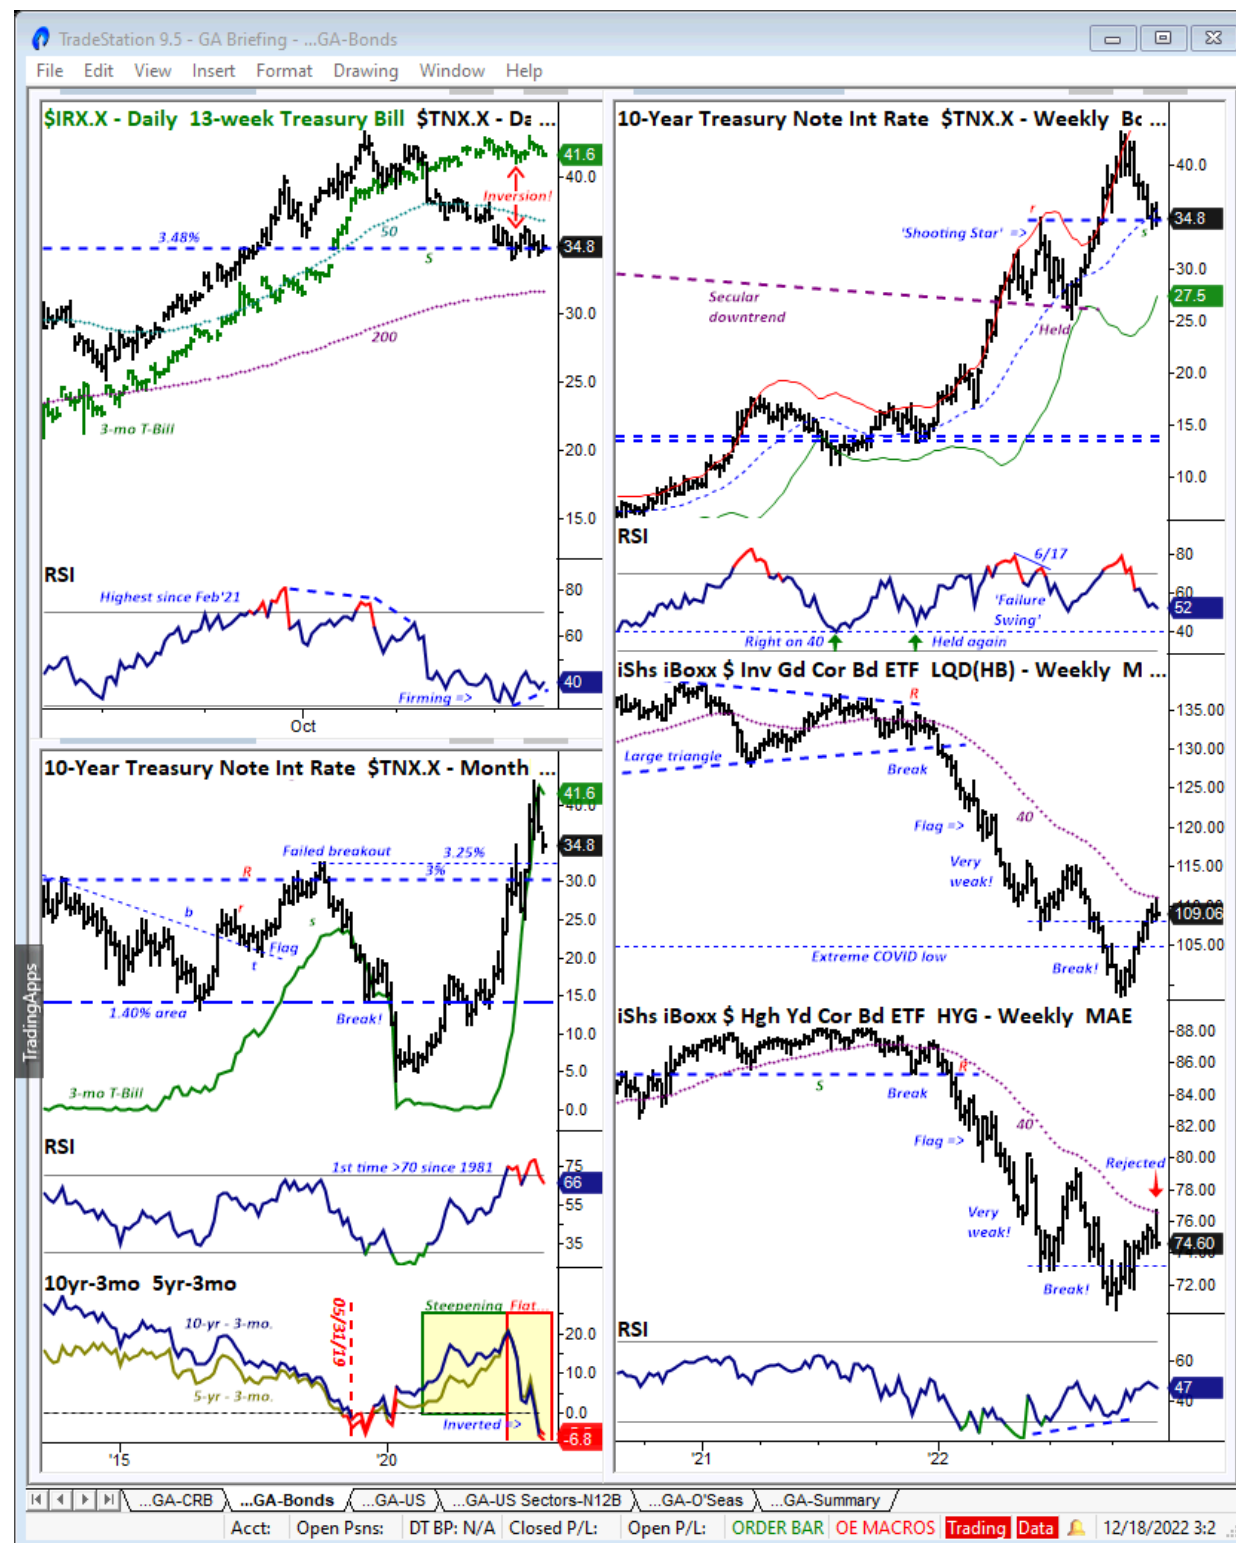 TradeStation 9.5 - GA Briefing - ...GA-Bonds
File Edit View Insert Format Drawing Window Help
$IRX.X - Daily 13-week Treasury Bill $TNX.X - Da ...
41.6
40.0
Inversion!
50
3.48%
34.8
S
30.0
200
25.0
3-mo T-Bill
20.0
15.0
RSI
Highest since Feb'21
80
60
40
Firming =>
Oct
10-Year Treasury Note Int Rate $TNX.X - Month ...
41.6
40.0
34.8
Failed breakout
3.25%
3%
R
30.0
b
r
s
25.0
Flag
t
20.0
15.0
1.40% area
Break!
10.0
5.0
3-mo T-Bill
0.0
RSI
1st time >70 since 1981
75
66
55
35
10yr-3mo 5yr-3mo
Steepening Flat...
10-yr - 3-mo.
05/31/19
20.0
10.0
5-yr - 3-mo.
0.0
Inverted =>
-6.8
'15
'20
10-Year Treasury Note Int Rate $TNX.X - Weekly Bc ...
40.0
r
'Shooting Star' =>
34.8
s
30.0
Secular
downtrend
27.5
Held
25.0
20.0
15.0
10.0
RSI
6/17
80
60
'Failure
Swing'
52
40
Right on 40
Held again
iShs iBoxx $ Inv Gd Cor Bd ETF LQD(HB) - Weekly M ...
R
135.00
Large triangle
130.00
Break
125.00
40
Flag =>
120.00
Very
weak!
115.00
109.06
105.00
Extreme COVID low
Break!
iShs iBoxx $ Hgh Yd Cor Bd ETF HYG - Weekly MAE
88.00
86.00
R
S
Break
84.00
40
82.00
Flag =>
80.00
Rejected
78.00
Very
weak!
76.00
74.60
72.00
Break!
RSI
60
47
40
'21
'22
TradingApps
...GA-CRB ...GA-Bonds ...GA-US ...GA-US Sectors-N12B ...GA-O'Seas ...GA-Summary
Acct: Open Psns: DT BP: N/A Closed P/L: Open P/L: ORDER BAR OE MACROS Trading Data 12/18/2022 3:2